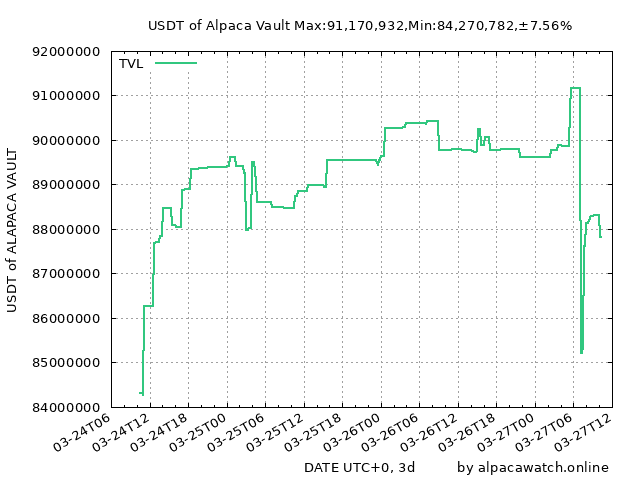 USDT of Alpaca Vault Max:91,170,932,Min:84,270,782,±7.56%
TVL
92000000
91000000
90000000
89000000
88000000
87000000
86000000
85000000
84000000
USDT of ALAPACA VAULT
03-24T06
03-24T12
03-24T18
03-25T00
03-25T06
03-25T12
03-25T18
03-26T00
03-26T06
03-26T12
03-26T18
03-27T00
03-27T06
03-27T12
DATE UTC+0, 3d
by alpacawatch.online